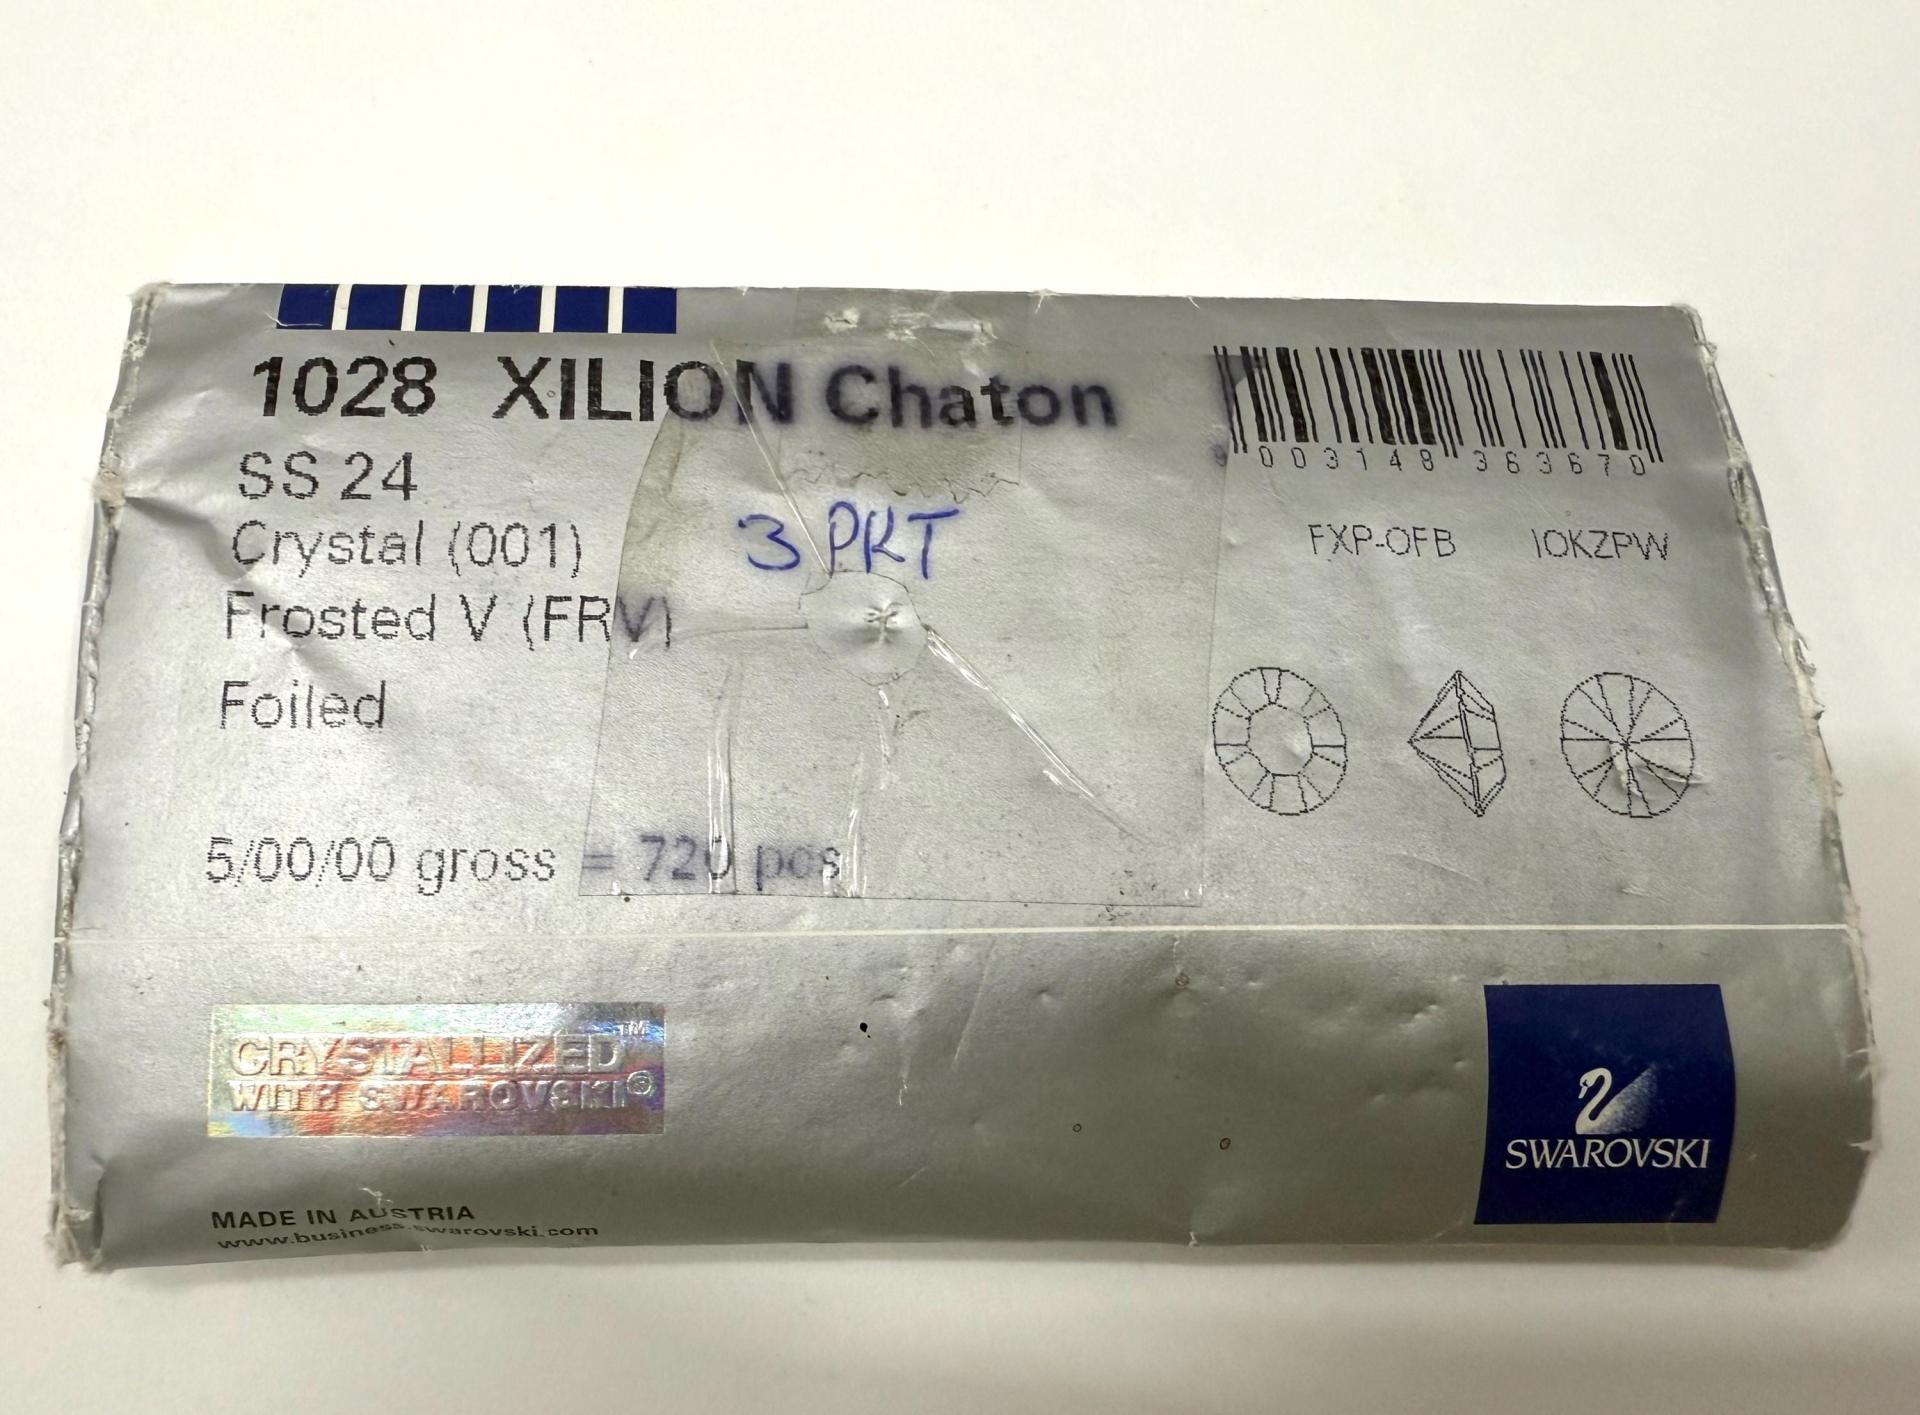 1028 XILION Chaton
SS 24
Crystal (001)
Frosted V (FRV)
Foiled
5/00/00 gross = 720 pcs
3 PKT
9 003148 363670
FXP-OFB IOKZPW
CRYSTALLIZED™
WITH SWAROVSKI®
MADE IN AUSTRIA
www.business.swarovski.com
SWAROVSKI